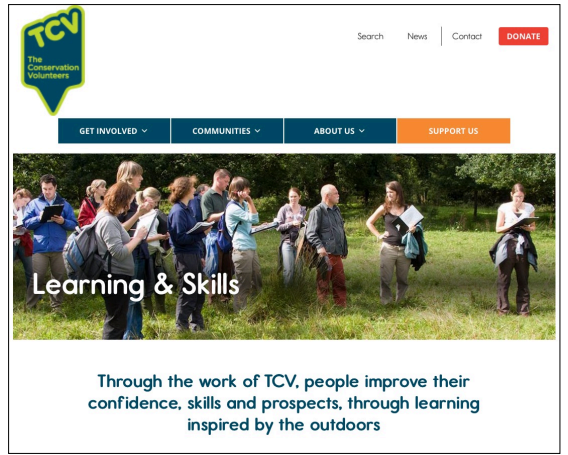 TCV
The
Conservation
Volunteers
Search News Contact DONATE
GET INVOLVED COMMUNITIES ABOUT US SUPPORT US
Learning & Skills
Through the work of TCV, people improve their
confidence, skills and prospects, through learning
inspired by the outdoors